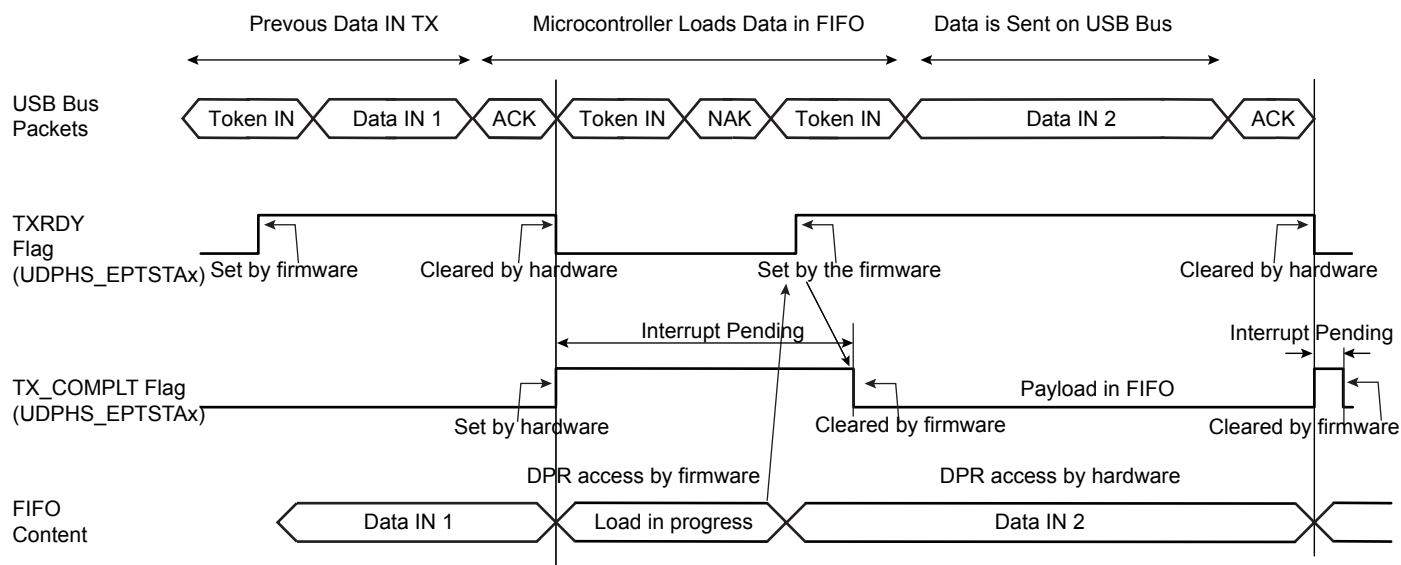 Prevous Data IN TX
Microcontroller Loads Data in FIFO
Data is Sent on USB Bus
USB Bus
Packets
Token IN
Data IN 1
ACK
Token IN
NAK
Token IN
Data IN 2
ACK
TXRDY
Flag
(UDPHS_EPTSTAx)
Set by firmware
Cleared by hardware
Set by the firmware
Cleared by hardware
Interrupt Pending
Interrupt Pending
TX_COMPLT Flag
(UDPHS_EPTSTAx)
Payload in FIFO
Set by hardware
Cleared by firmware
Cleared by firmware
DPR access by firmware
DPR access by hardware
FIFO
Content
Data IN 1
Load in progress
Data IN 2